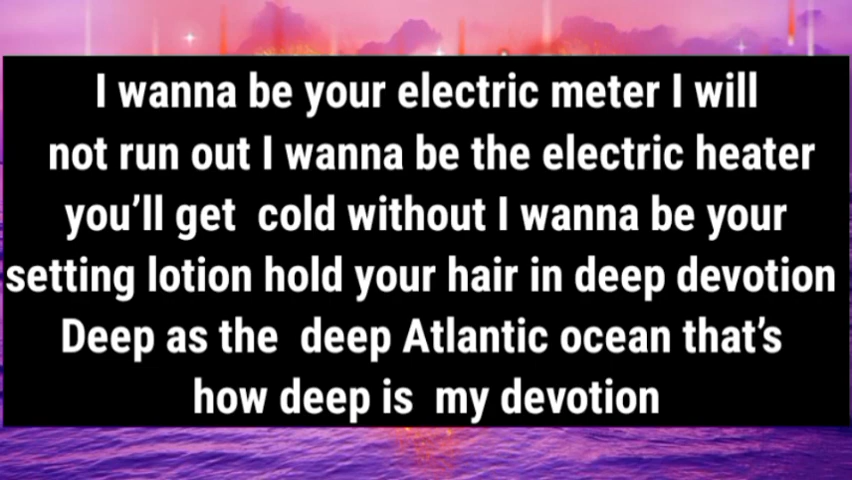 I wanna be your electric meter I will
not run out I wanna be the electric heater
you’ll get cold without I wanna be your
setting lotion hold your hair in deep devotion
Deep as the deep Atlantic ocean that’s
how deep is my devotion